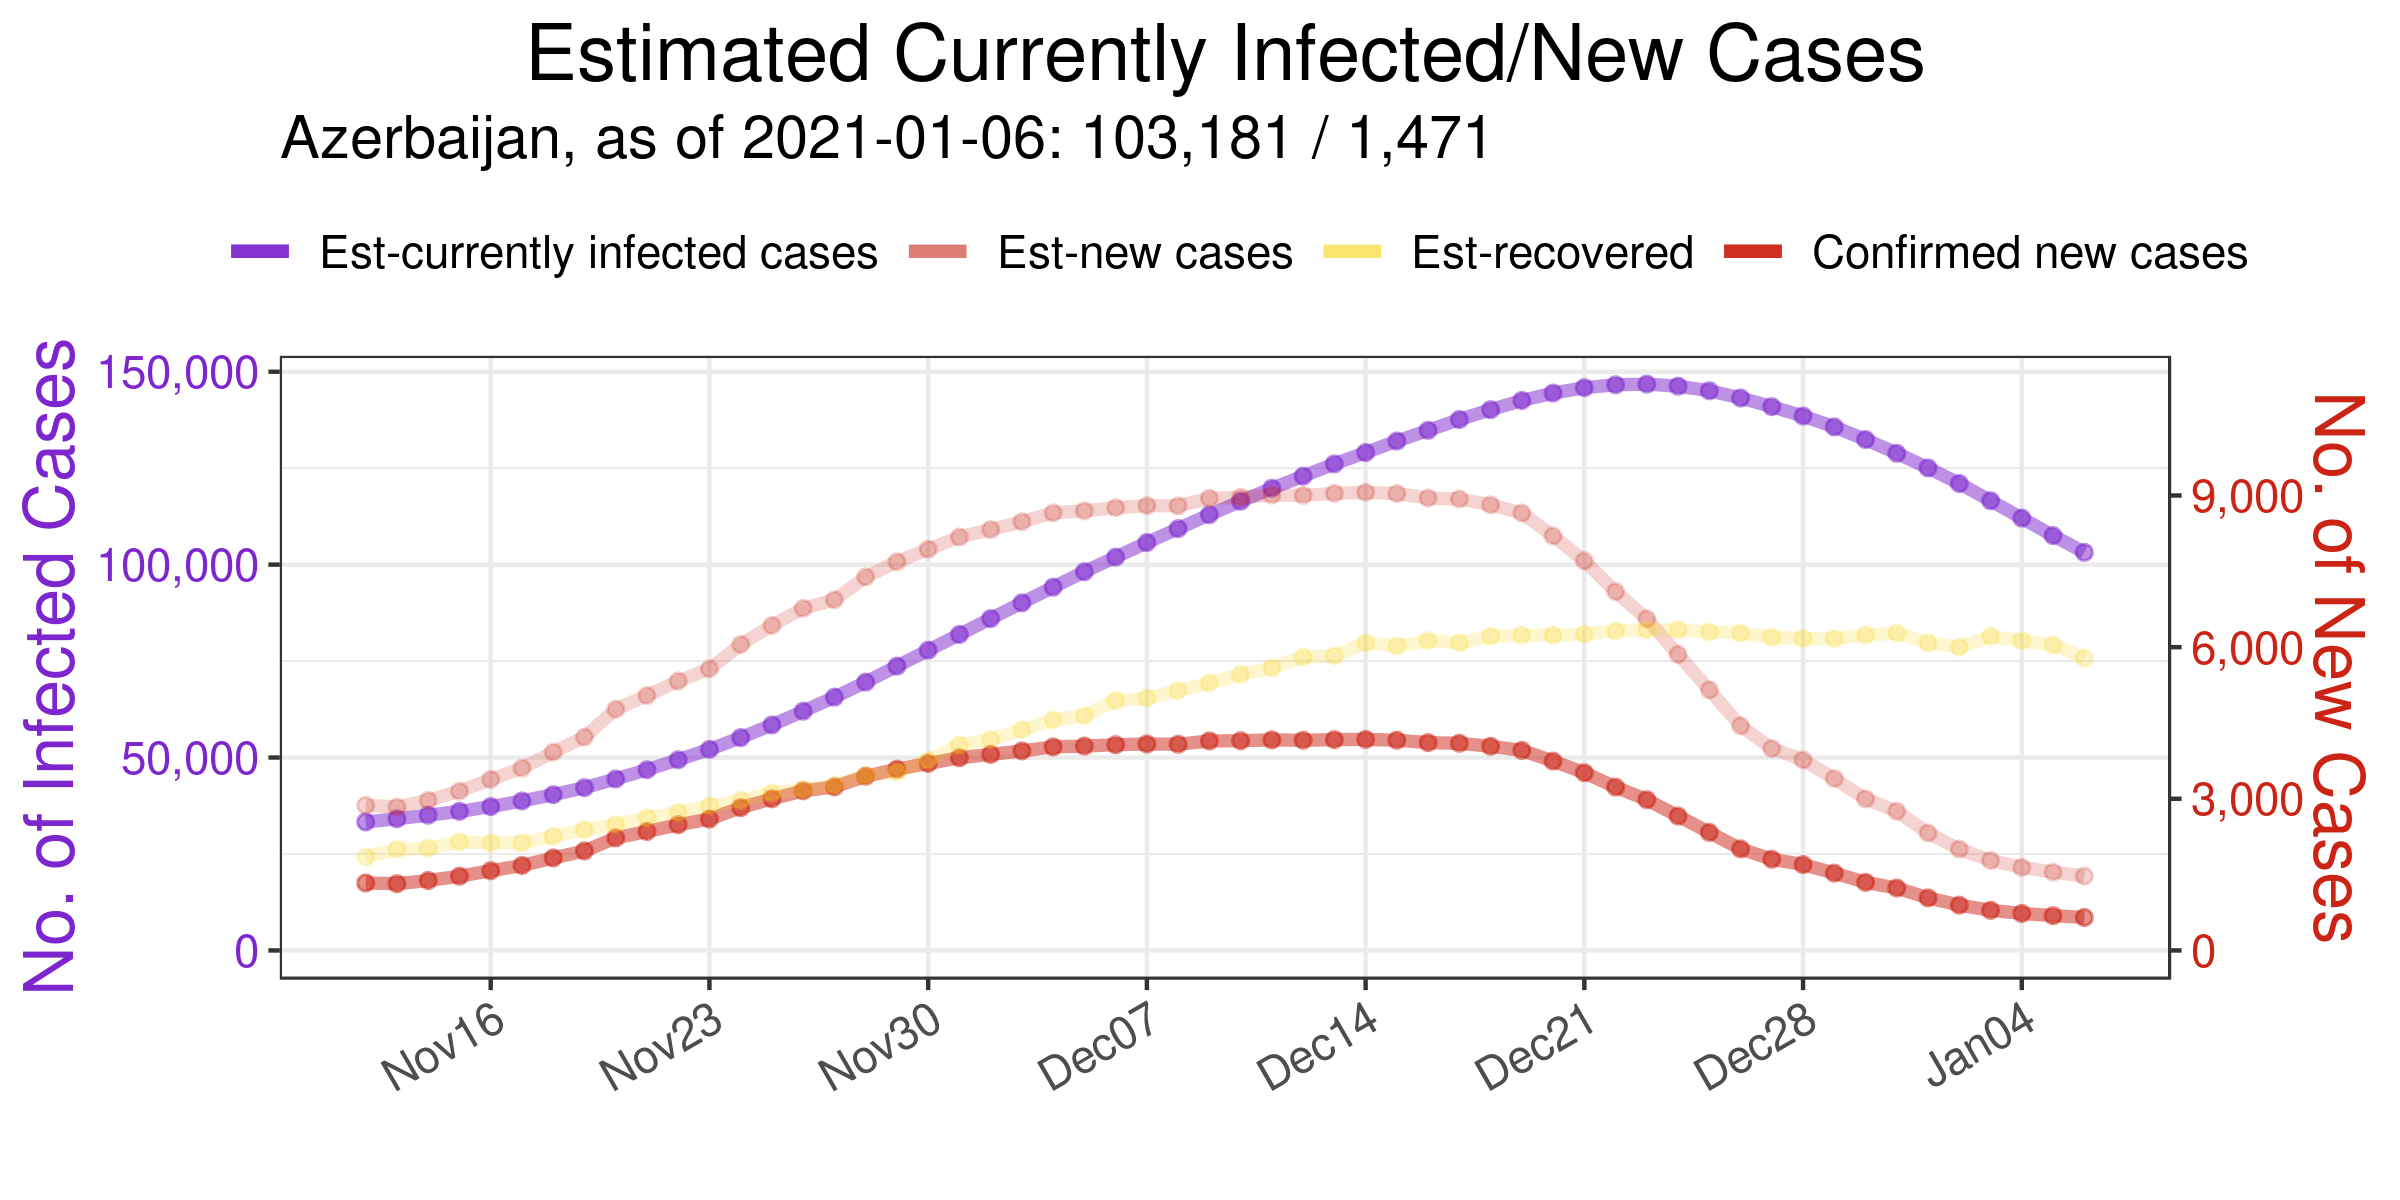 Estimated Currently Infected/New Cases
Azerbaijan, as of 2021-01-06: 103,181 / 1,471
Est-currently infected cases Est-new cases Est-recovered Confirmed new cases
No. of Infected Cases
150,000
100,000
50,000
0
9,000
6,000
3,000
0
No. of New Cases
Nov16 Nov23 Nov30 Dec07 Dec14 Dec21 Dec28 Jan04